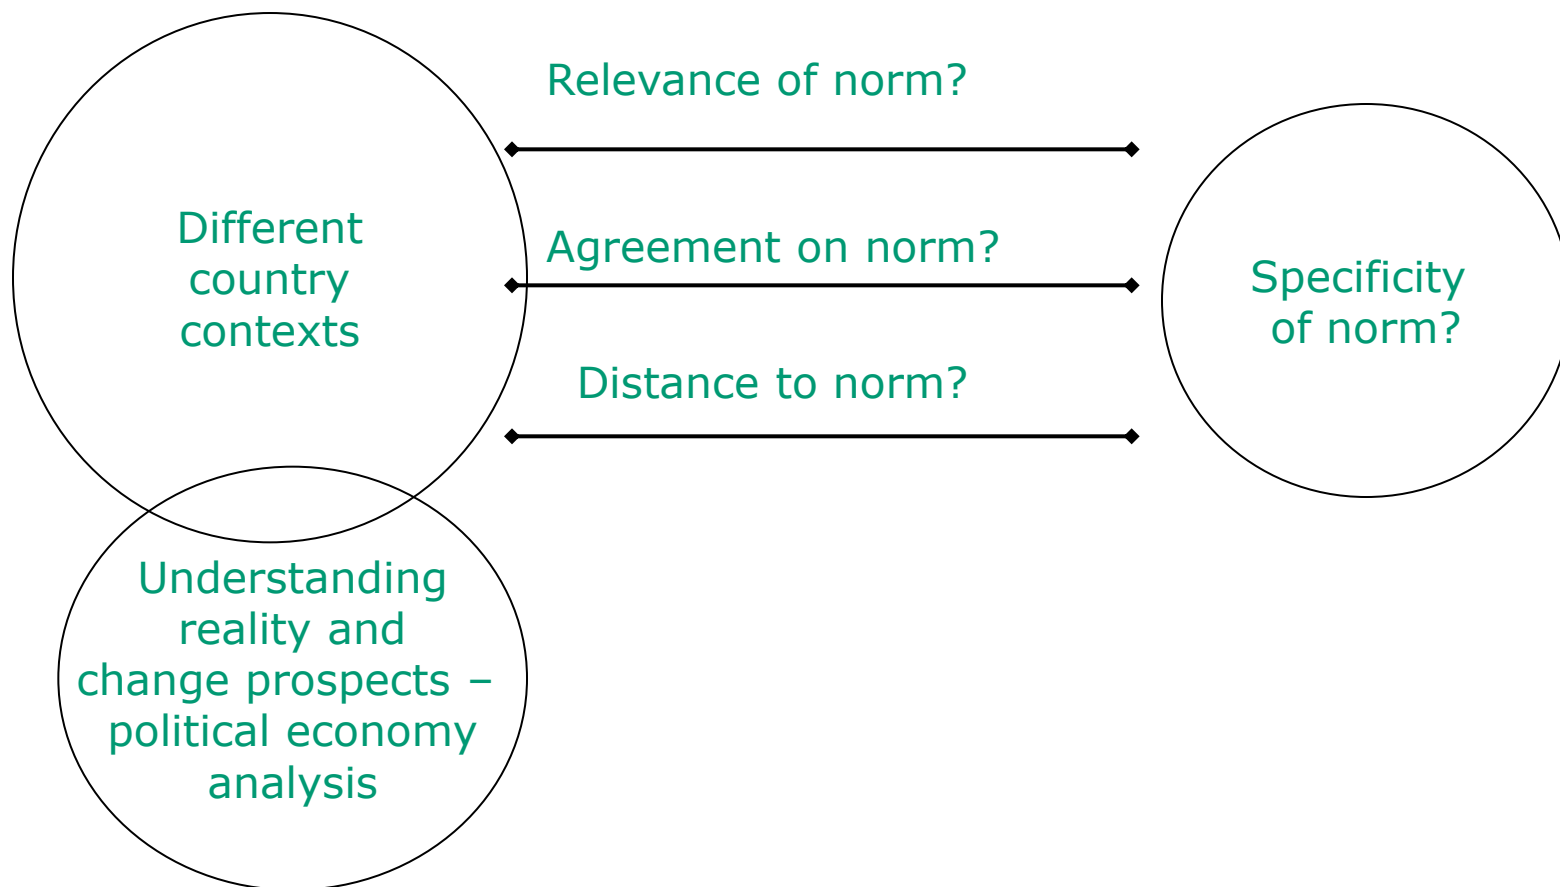 Relevance of norm?
Different
country
contexts
Agreement on norm?
Distance to norm?
Specificity
of norm?
Understanding
reality and
change prospects –
political economy
analysis